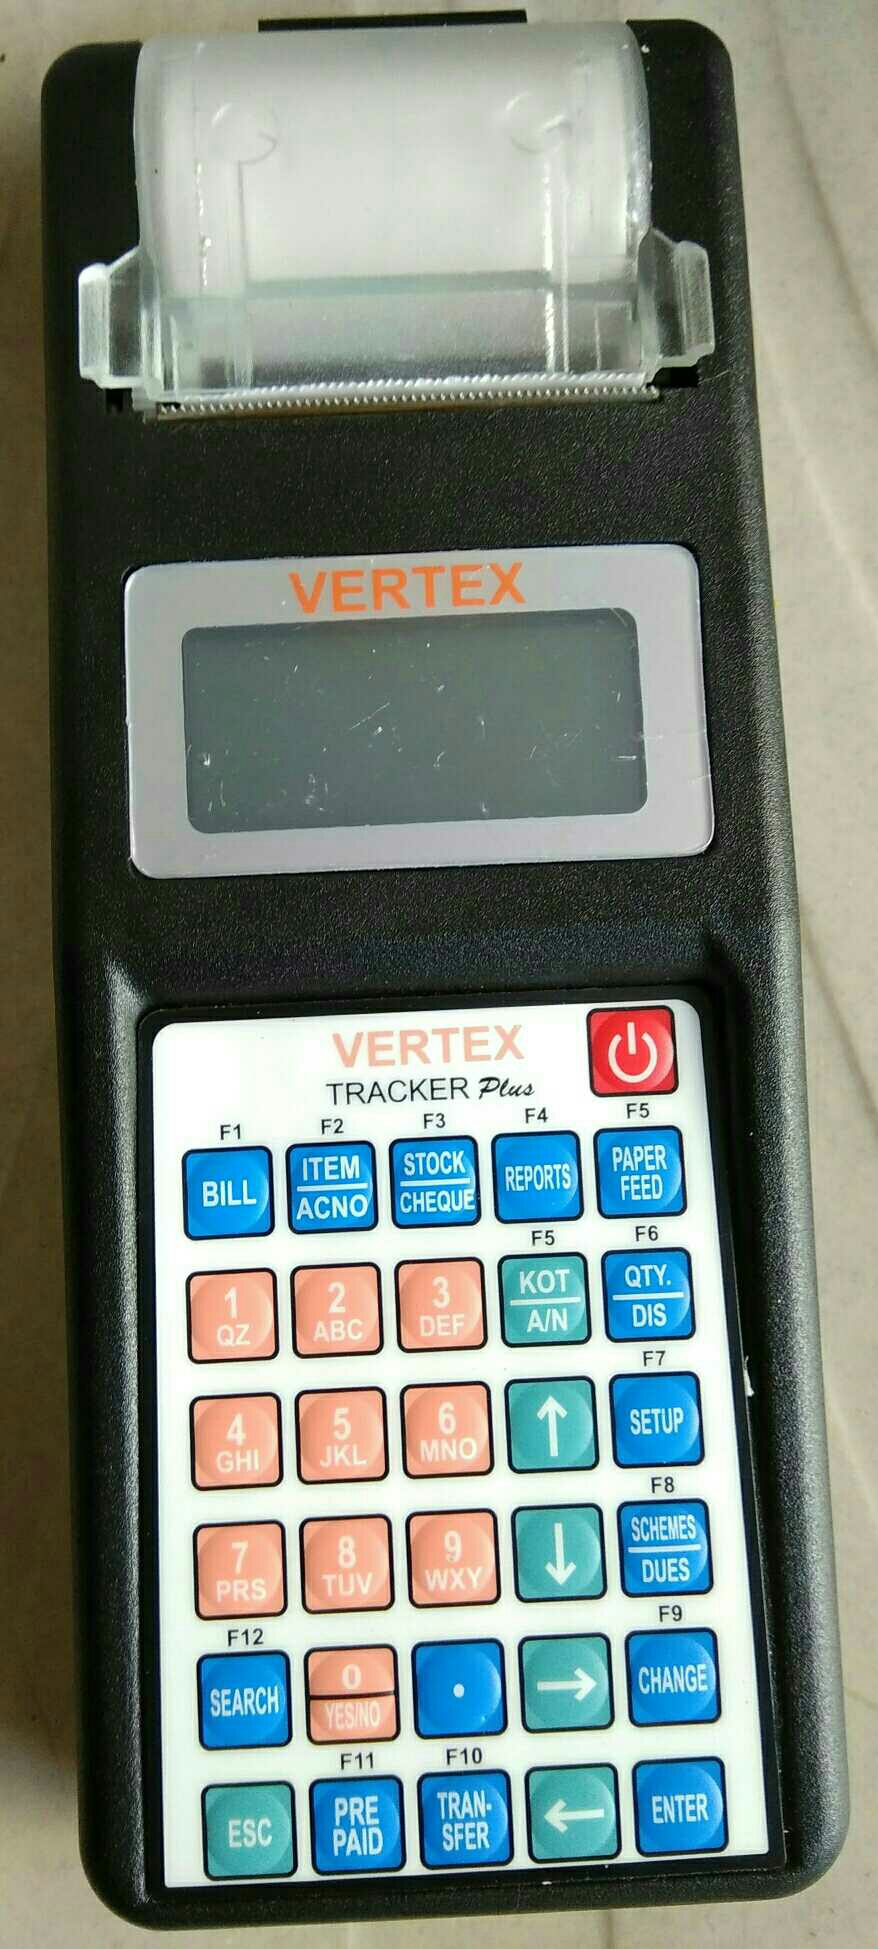 VERTEX
VERTEX
TRACKER Plus
F1 F2 F3 F4 F5
BILL
ITEM
ACNO
STOCK
CHEQUE
REPORTS
PAPER
FEED
F5 F6
1
QZ
2
ABC
3
DEF
KOT
A/N
QTY.
DIS
F7
4
GHI
5
JKL
6
MNO
↑
SETUP
F8
7
PRS
8
TUV
9
WXY
↓
SCHEMES
DUES
F12 F9
SEARCH
0
YES/NO
.
→
CHANGE
F11 F10
ESC
PRE
PAID
TRAN-
SFER
←
ENTER